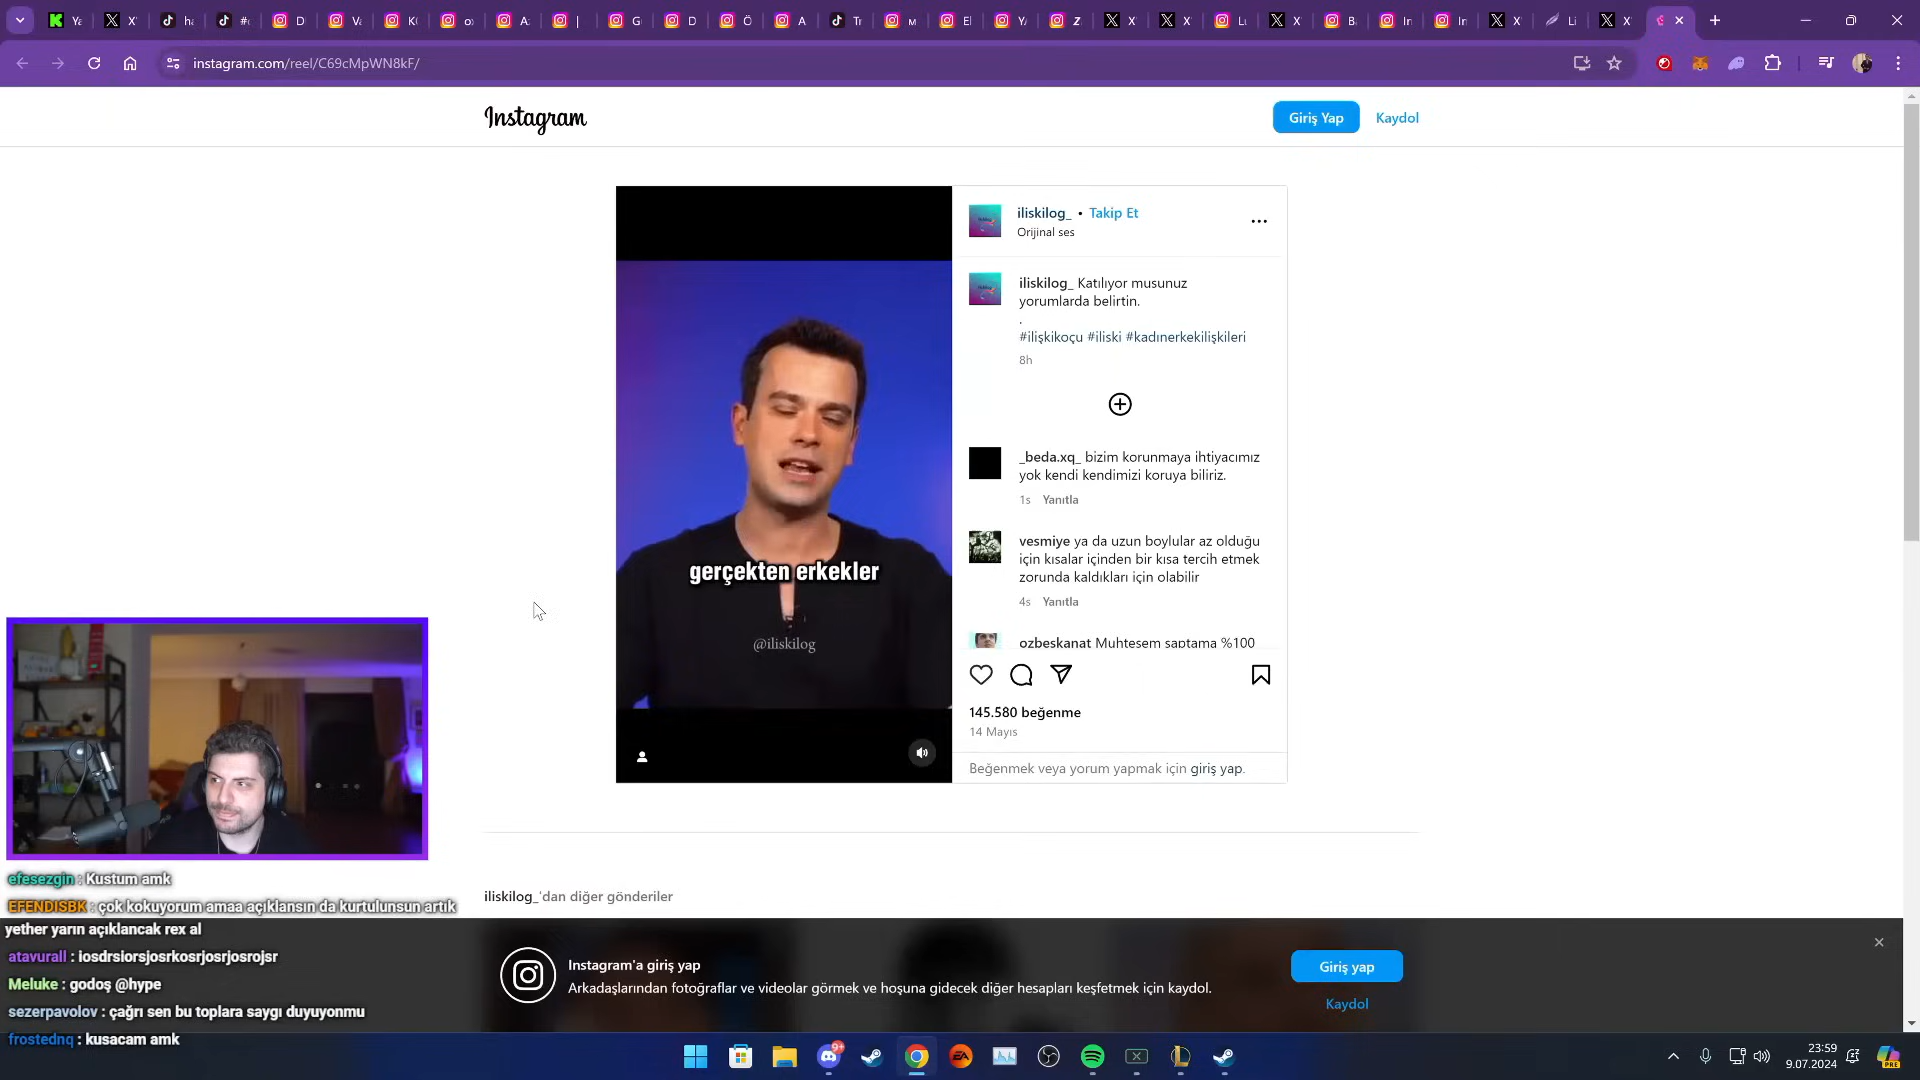 instagram.com/reel/C69cMpWN8kF/
Instagram
Giriş Yap
Kaydol
iliskilog_ • Takip Et
Orijinal ses
iliskilog_ Katılıyor musunuz
yorumlarda belirtin.
.
#ilişkikoçu #iliski #kadınerkekilişkileri
8h
_beda.xq_ bizim korunmaya ihtiyacımız
yok kendi kendimizi koruya biliriz.
1s Yanıtla
vesmiye ya da uzun boylular az olduğu
için kısalar içinden bir kısa tercih etmek
zorunda kaldıkları için olabilir
4s Yanıtla
ozbeskanat Muhtesem saptama %100
145.580 beğenme
14 Mayıs
Beğenmek veya yorum yapmak için giriş yap.
gerçekten erkekler
@iliskilog
iliskilog_'dan diğer gönderiler
efesezgin : Kustum amk
EFENDISBK : çok kokuyorum amaa açıklansın da kurtulunsun artık
yether yarın açıklancak rex al
atavurall : iosdrsiorsjosrkosrjosrjosrojsr
Meluke : godoş @hype
sezerpavolov : çağrı sen bu toplara saygı duyuyonmu
frostednq : kusacam amk
Instagram'a giriş yap
Arkadaşlarından fotoğraflar ve videolar görmek ve hoşuna gidecek diğer hesapları keşfetmek için kaydol.
Giriş yap
Kaydol
23:59
9.07.2024